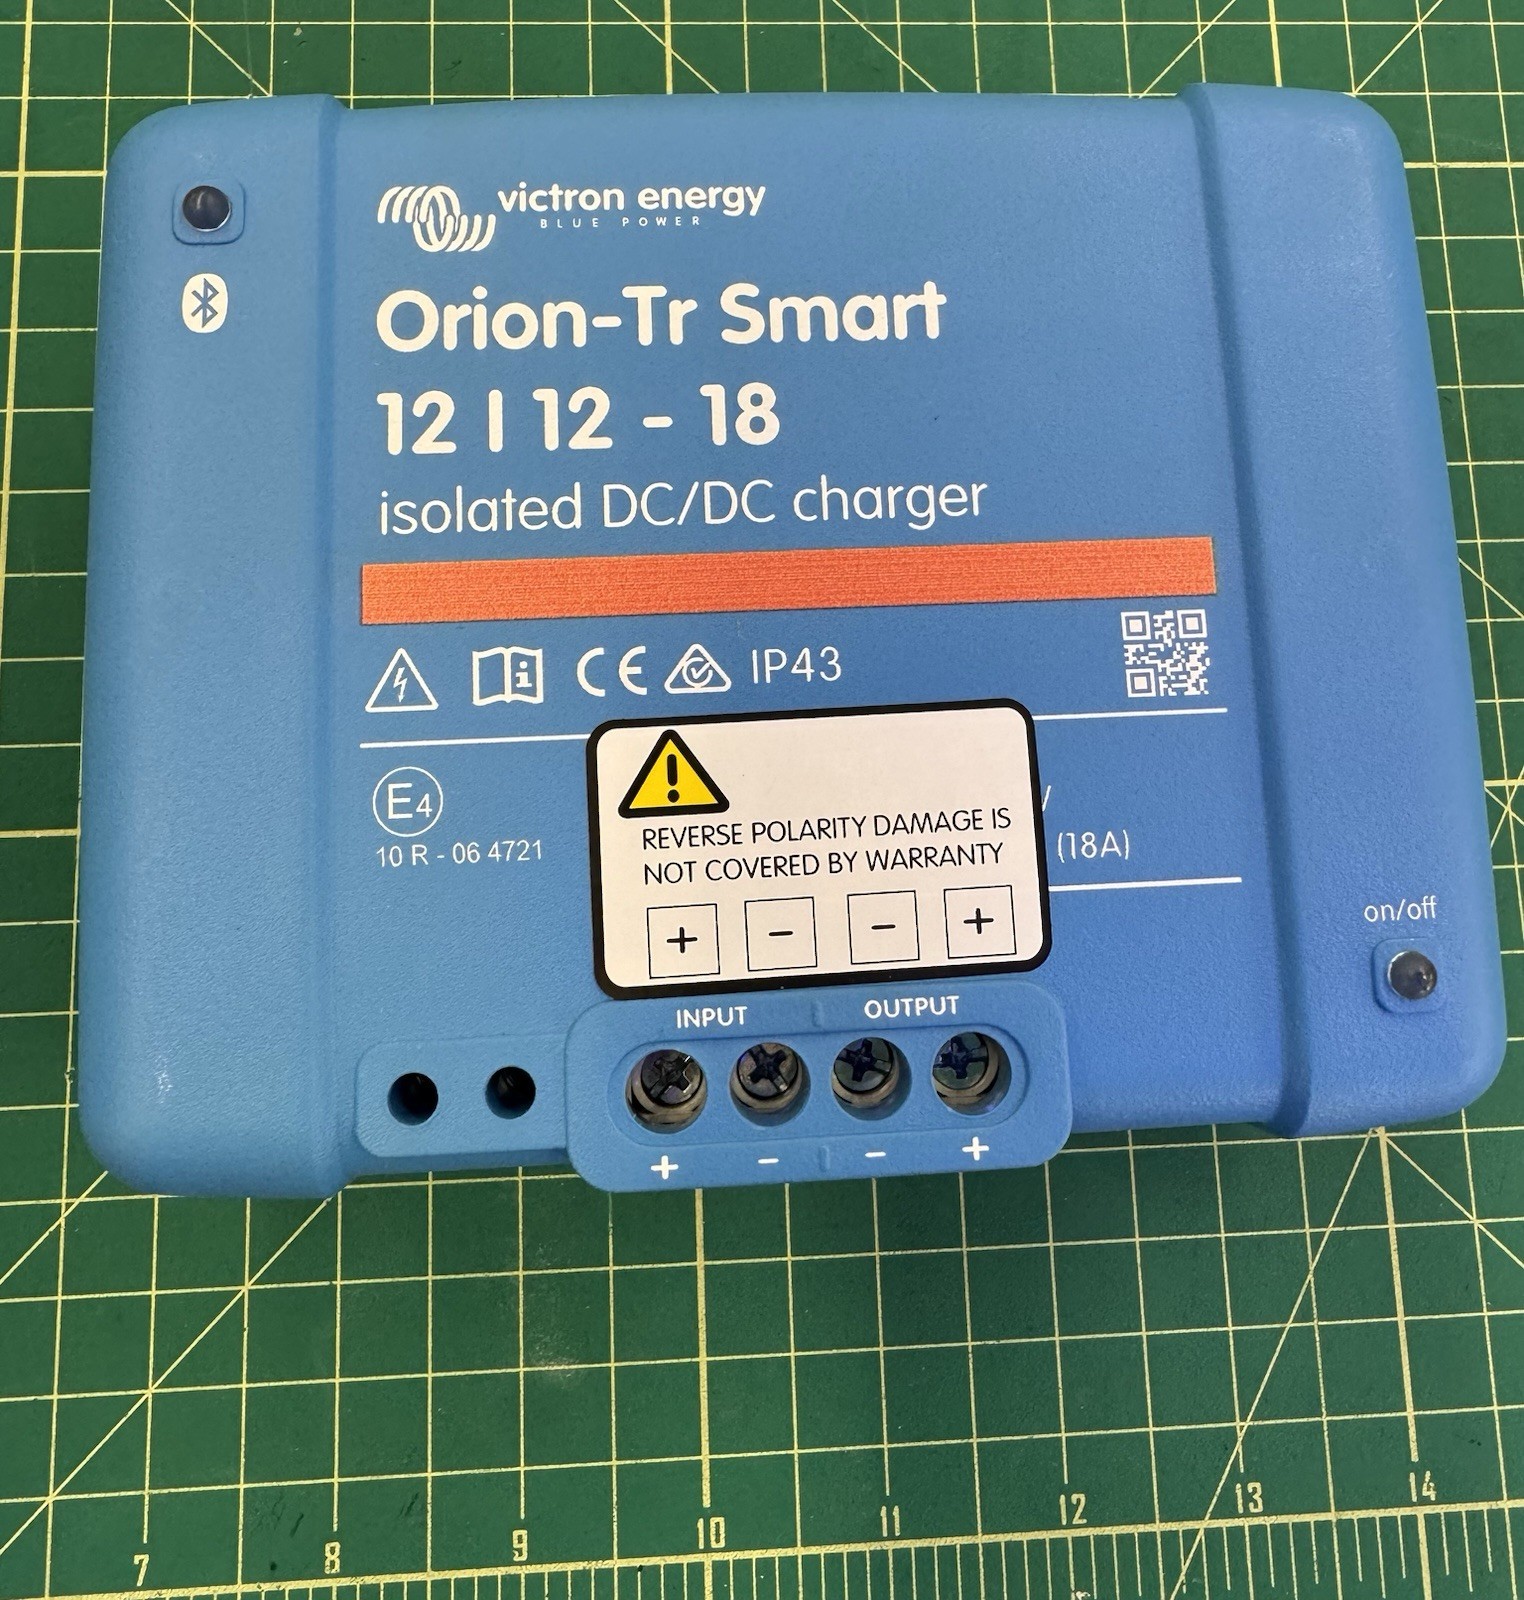 victron energy
BLUE POWER
Orion-Tr Smart
12 | 12 - 18
isolated DC/DC charger
CE IP43
E4
10 R - 06 4721
(18A)
REVERSE POLARITY DAMAGE IS
NOT COVERED BY WARRANTY
+ - - +
on/off
INPUT OUTPUT
+ - - +
7 8 9 10 11 12 13 14